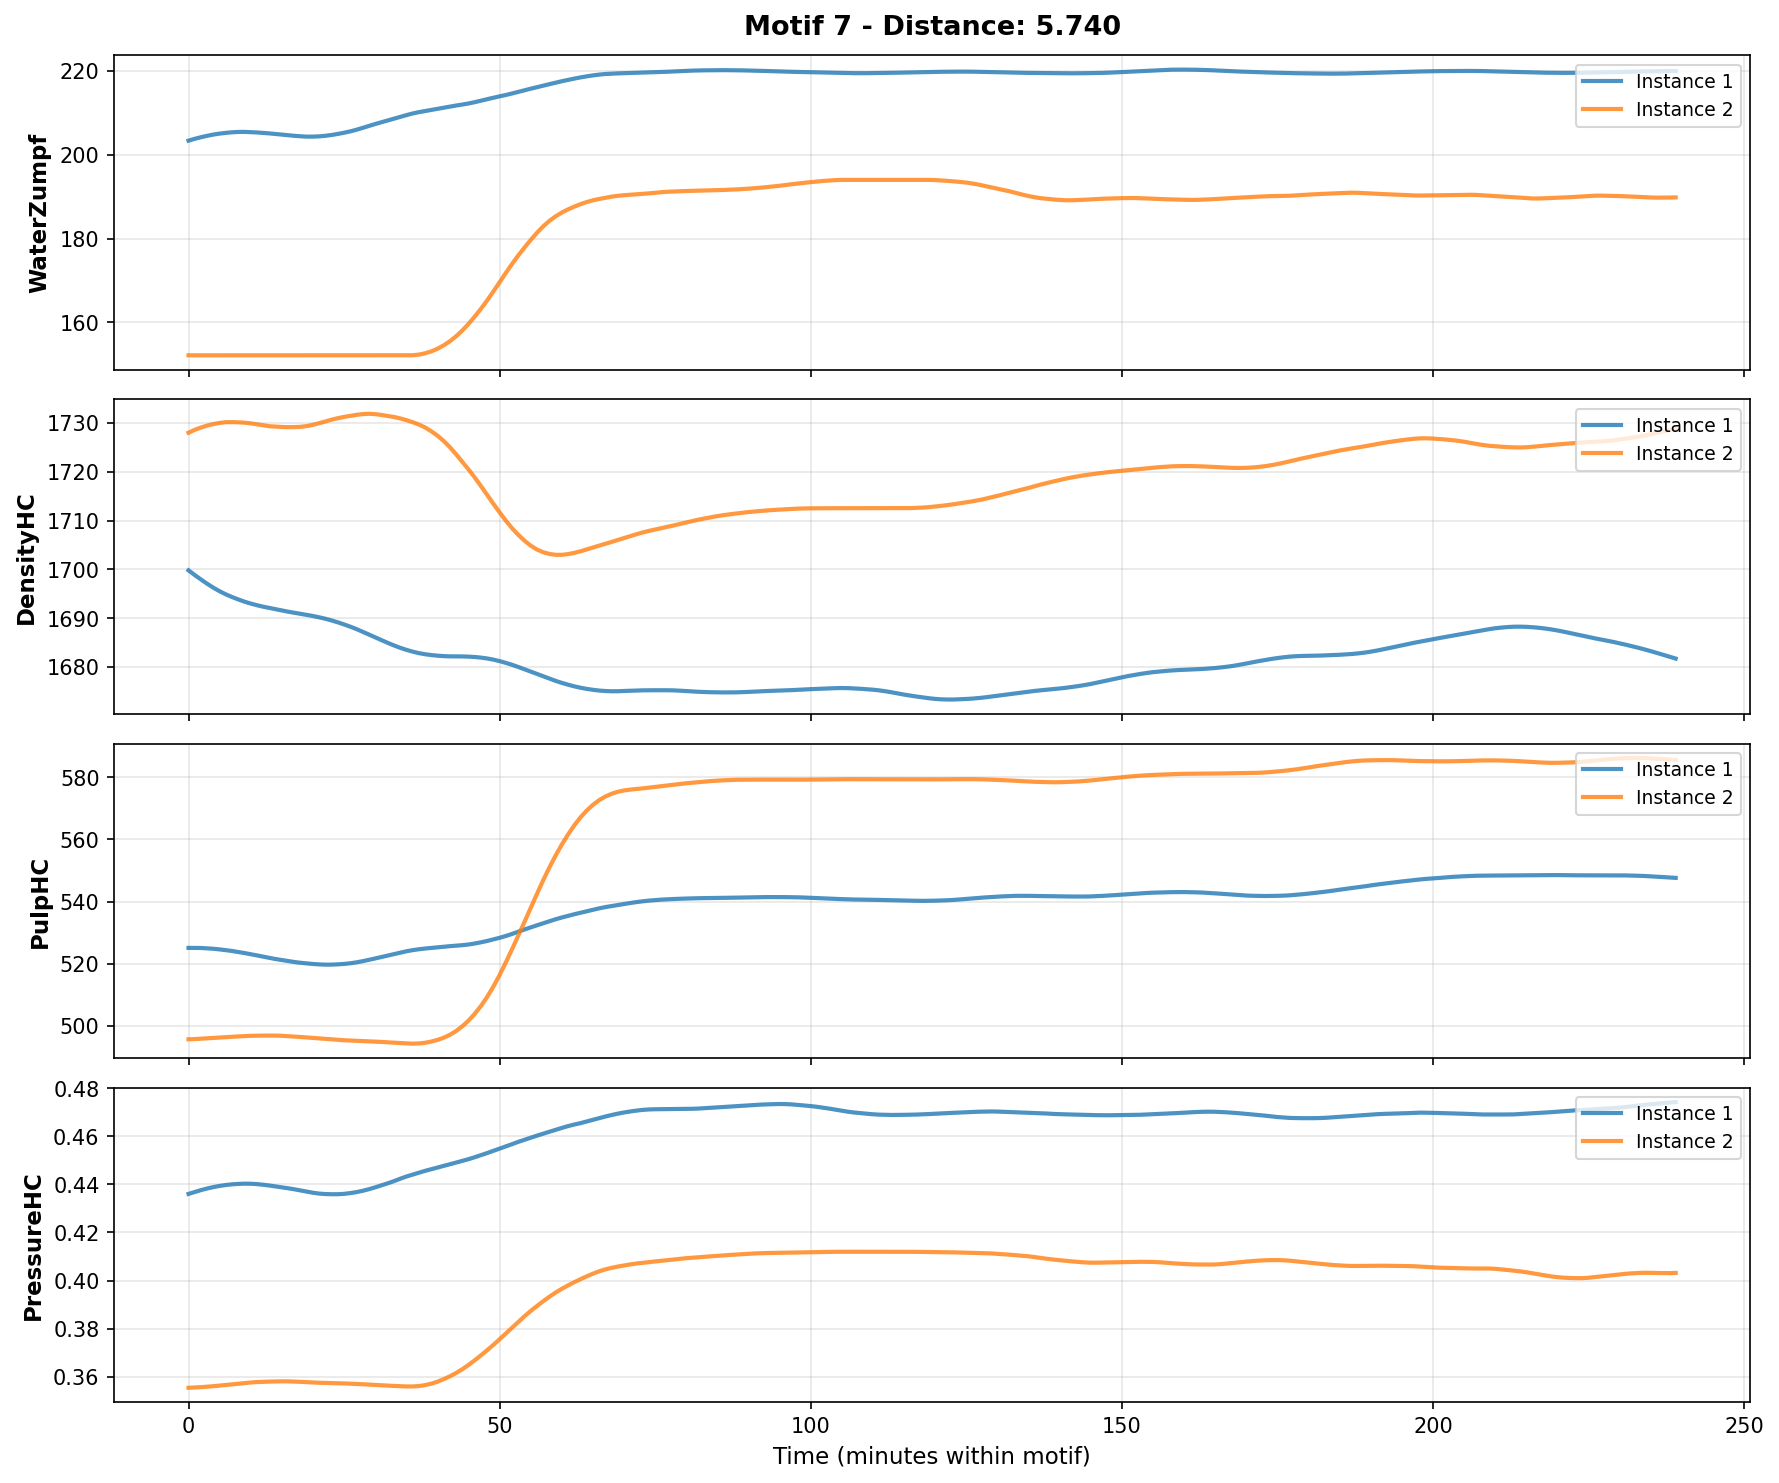 Motif 7 - Distance: 5.740
WaterZumpf
220
200
180
160
Instance 1
Instance 2
DensityHC
1730
1720
1710
1700
1690
1680
Instance 1
Instance 2
PulpHC
580
560
540
520
500
Instance 1
Instance 2
PressureHC
0.48
0.46
0.44
0.42
0.40
0.38
0.36
Instance 1
Instance 2
0 50 100 150 200 250
Time (minutes within motif)